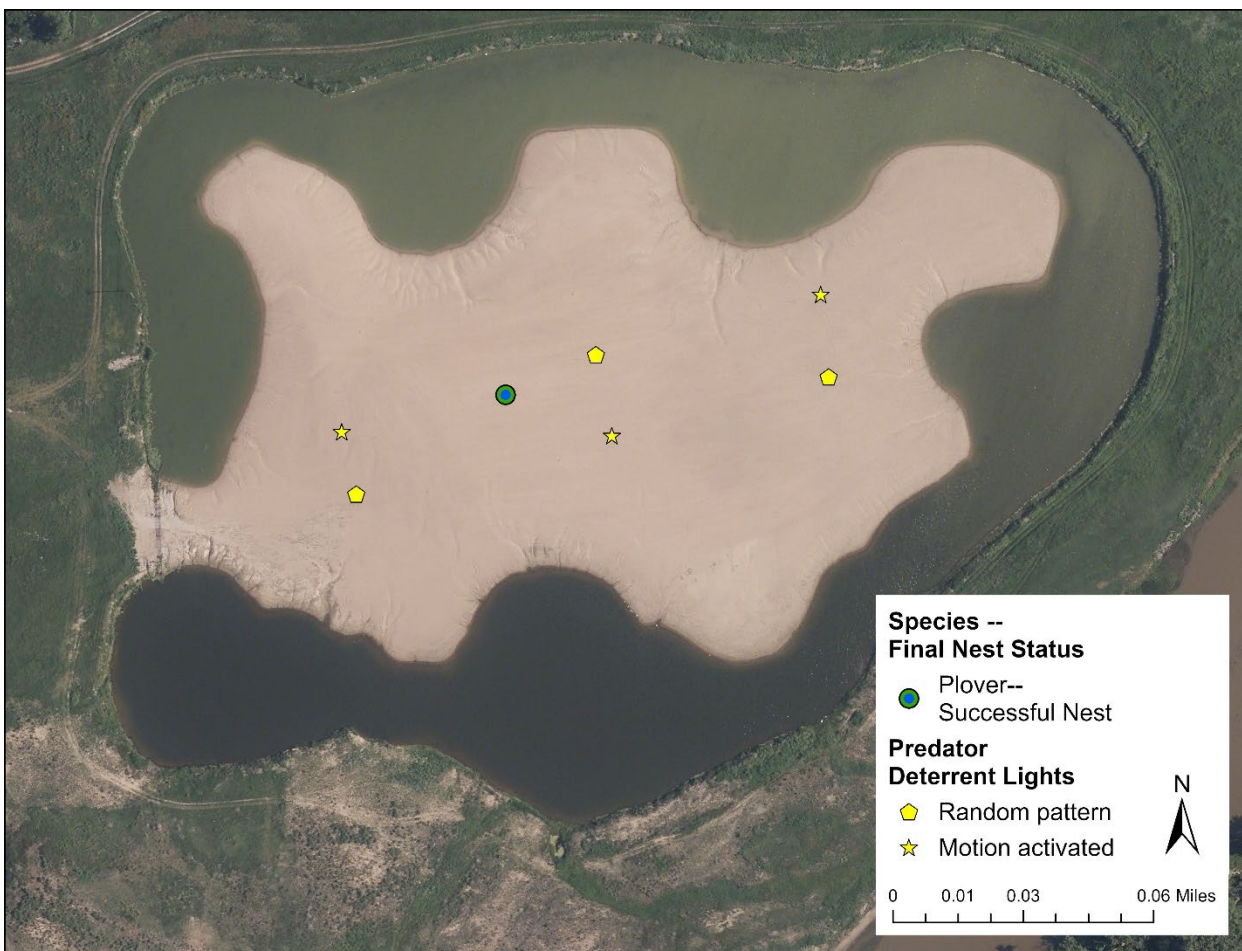 Species --
Final Nest Status
Plover--
Successful Nest
Predator
Deterrent Lights
Random pattern
Motion activated
N
0 0.01 0.03 0.06 Miles